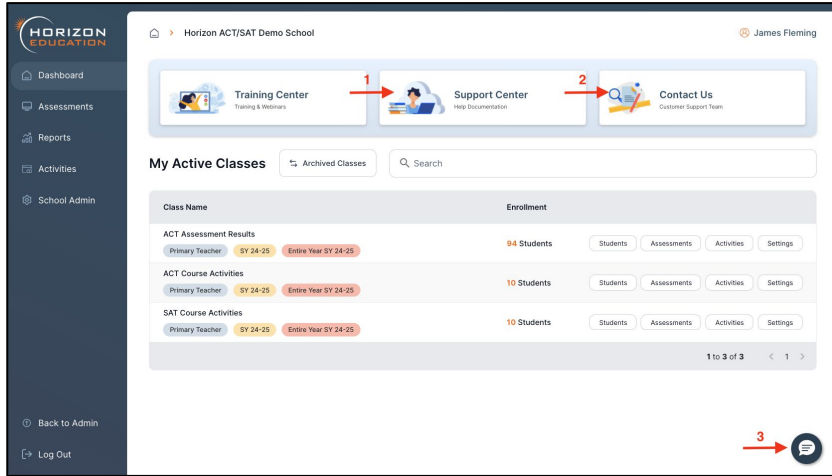 HORIZON
EDUCATION
Horizon ACT/SAT Demo School
James Fleming
Dashboard
Assessments
Reports
Activities
School Admin
Back to Admin
Log Out
1
2
Training Center
Training & Webinars
Support Center
Help Documentation
Contact Us
Customer Support Team
My Active Classes
Archived Classes
Search
Class Name Enrollment
ACT Assessment Results
Primary Teacher SY 24-25 Entire Year SY 24-25
94 Students Students Assessments Activities Settings
ACT Course Activities
Primary Teacher SY 24-25 Entire Year SY 24-25
10 Students Students Assessments Activities Settings
SAT Course Activities
Primary Teacher SY 24-25 Entire Year SY 24-25
10 Students Students Assessments Activities Settings
1 to 3 of 3 < 1 >
3